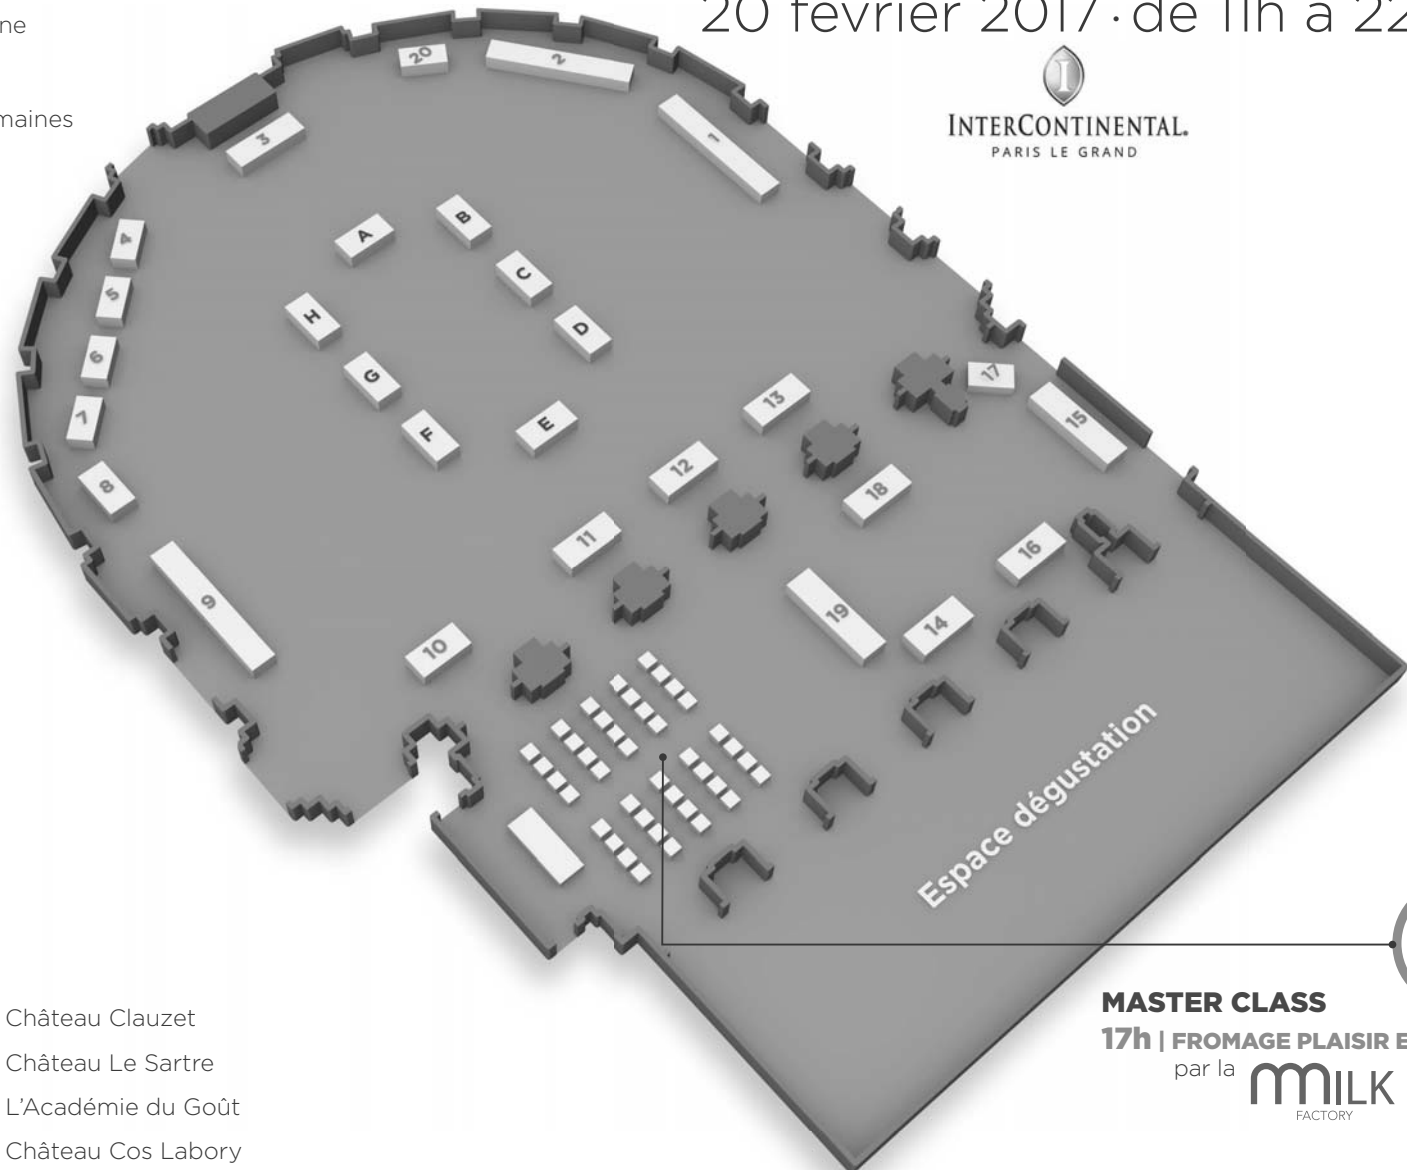 ne
20 février 2017 · de 11h à 22
INTERCONTINENTAL.
PARIS LE GRAND
maines
20
2
1
3
4
5
6
7
8
9
A
B
C
D
H
G
F
E
13
17
15
12
18
11
16
19
14
10
Espace dégustation
MASTER CLASS
17h | FROMAGE PLAISIR E
par la MILK
FACTORY
Château Clauzet
Château Le Sartre
L'Académie du Goût
Château Cos Labory